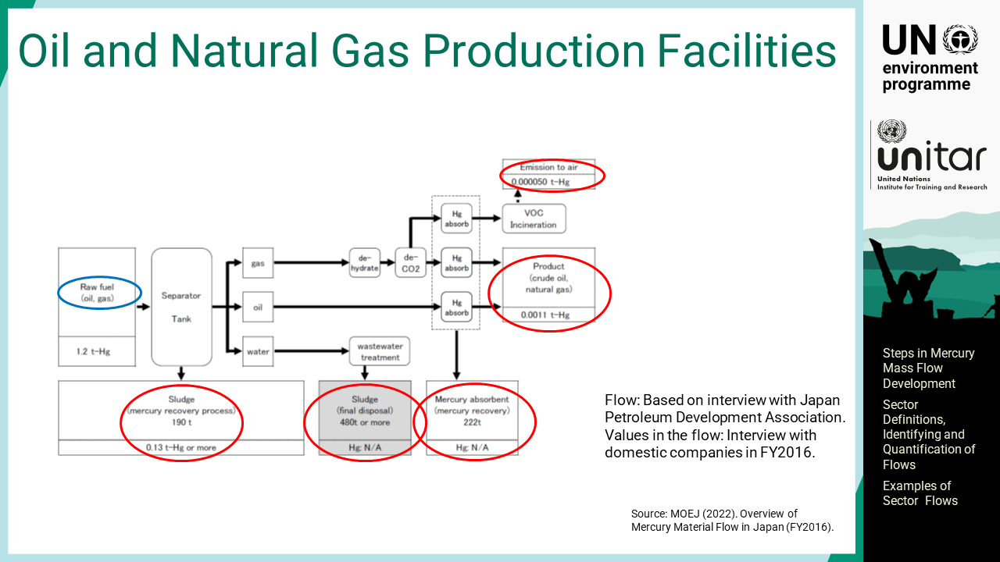 Oil and Natural Gas Production Facilities
UN
environment
programme
unitar
United Nations
Institute for Training and Research
Emission to air
0.000050 t-Hg
Hg
absorb
VOC
Incineration
Raw fuel
(oil, gas)
1.2 t-Hg
Separator
Tank
gas
de-
hydrate
de-
CO2
Hg
absorb
Product
(crude oil,
natural gas)
0.0011 t-Hg
oil
Hg
absorb
water
wastewater
treatment
Sludge
(mercury recovery process)
190 t
0.13 t-Hg or more
Sludge
(final disposal)
480t or more
Hg: N/A
Mercury absorbent
(mercury recovery)
222t
Hg: N/A
Flow: Based on interview with Japan
Petroleum Development Association.
Values in the flow: Interview with
domestic companies in FY2016.
Source: MOEJ (2022). Overview of
Mercury Material Flow in Japan (FY2016).
Steps in Mercury
Mass Flow
Development
Sector
Definitions,
Identifying and
Quantification of
Flows
Examples of
Sector Flows